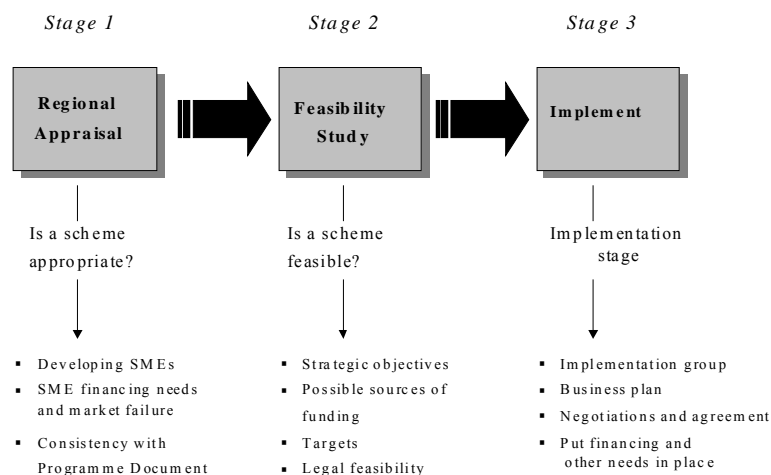 Stage 1
Stage 2
Stage 3
Regional
Appraisal
Feasibility
Study
Implement
Is a scheme
appropriate?
Is a scheme
feasible?
Implementation
stage
▪ Developing SMEs
▪ SME financing needs
and market failure
▪ Consistency with
Programme Document
▪ Strategic objectives
▪ Possible sources of
funding
▪ Targets
▪ Legal feasibility
▪ Implementation group
▪ Business plan
▪ Negotiations and agreement
▪ Put financing and
other needs in place